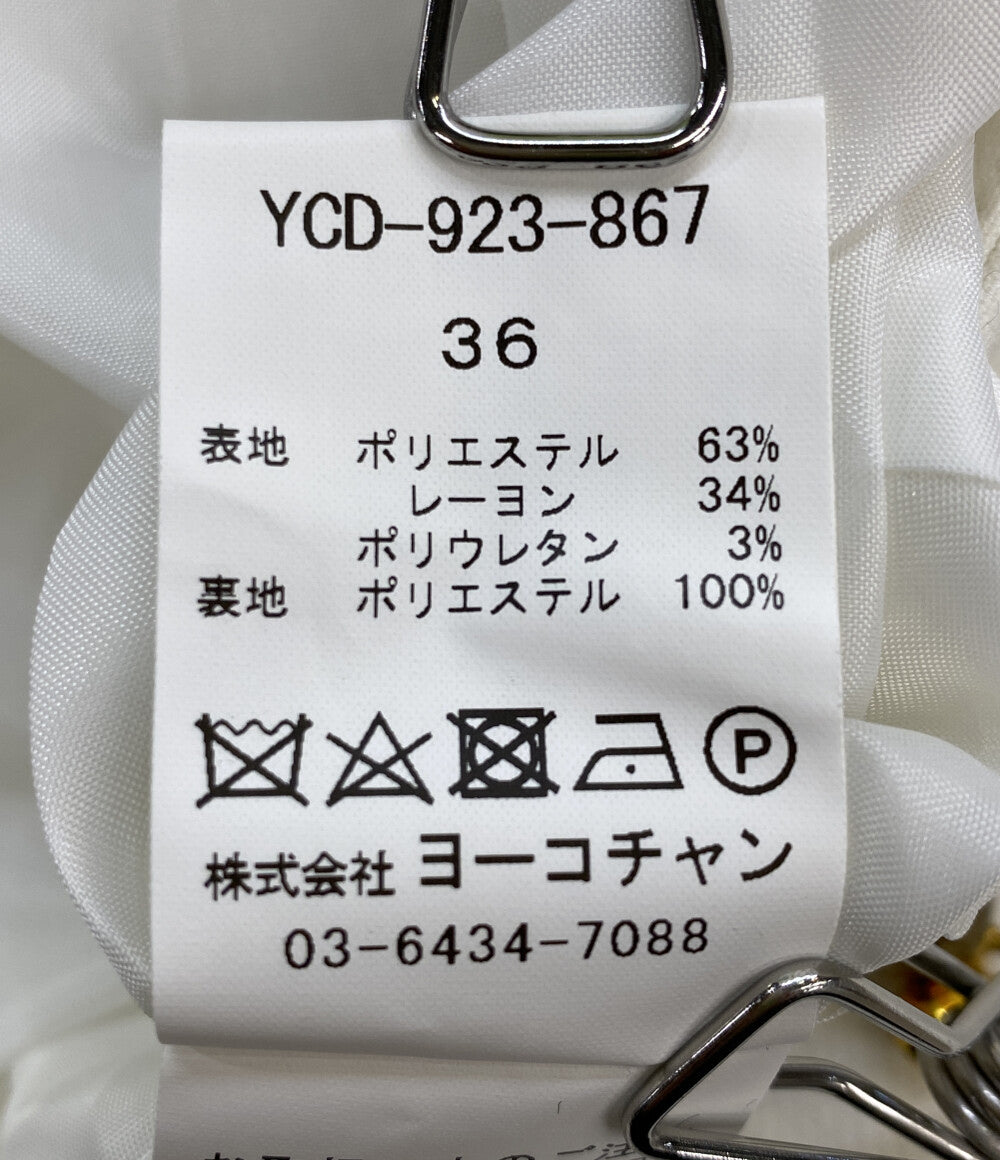 YCD-923-867
36
表地 ポリエステル 63%
レーヨン 34%
ポリウレタン 3%
裏地 ポリエステル 100%
P
株式会社 ヨーコチャン
03-6434-7088